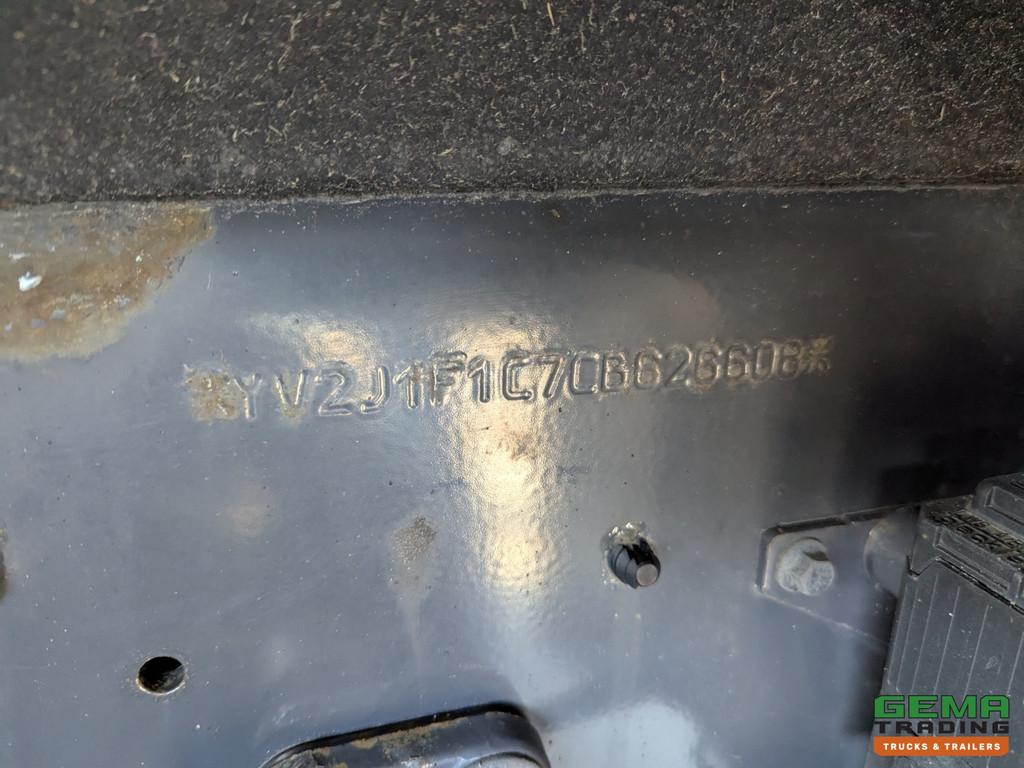 *YV2J1F1C7CB626608*
GEMA
TRADING
TRUCKS & TRAILERS